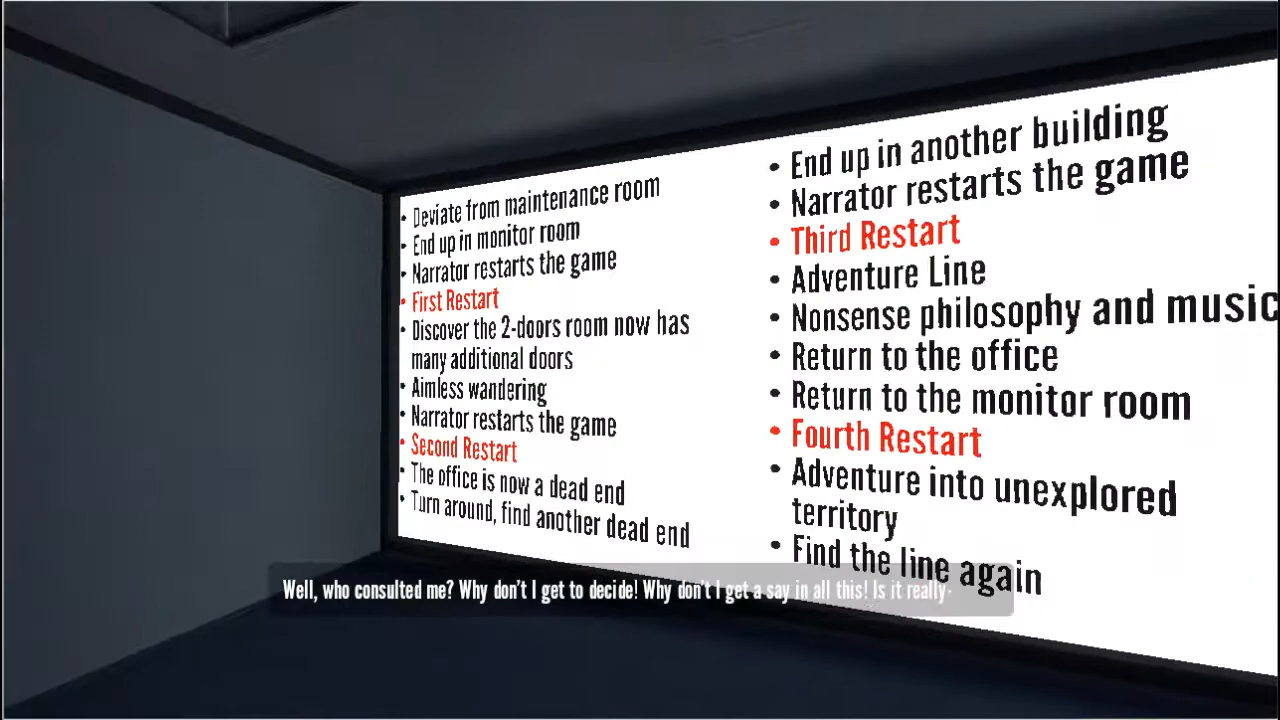 • Deviate from maintenance room
• End up in monitor room
• Narrator restarts the game
• First Restart
• Discover the 2-doors room now has
many additional doors
• Aimless wandering
• Narrator restarts the game
• Second Restart
• The office is now a dead end
• Turn around, find another dead end
• End up in another building
• Narrator restarts the game
• Third Restart
• Adventure Line
• Nonsense philosophy and music
• Return to the office
• Return to the monitor room
• Fourth Restart
• Adventure into unexplored
territory
• Find the line again
Well, who consulted me? Why don't I get to decide! Why don't I get a say in all this! Is it really-